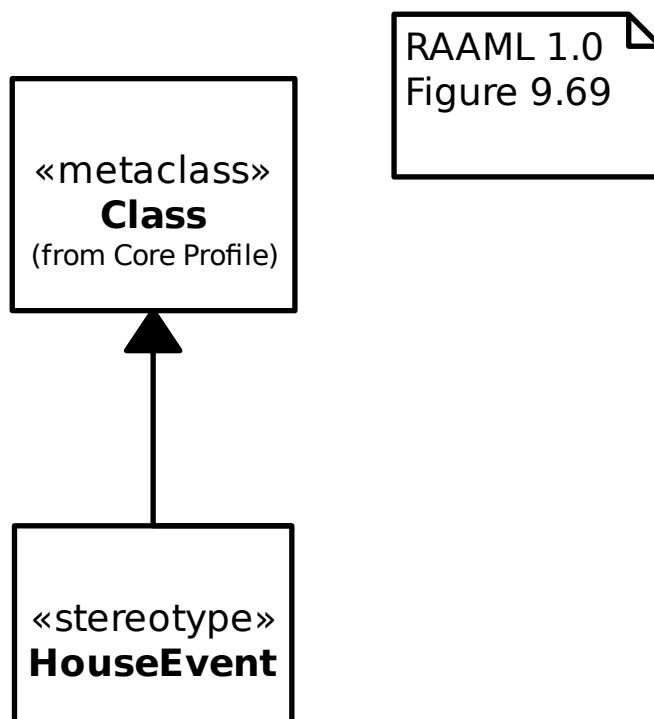 RAAML 1.0
Figure 9.69
«metaclass»
Class
(from Core Profile)
«stereotype»
HouseEvent